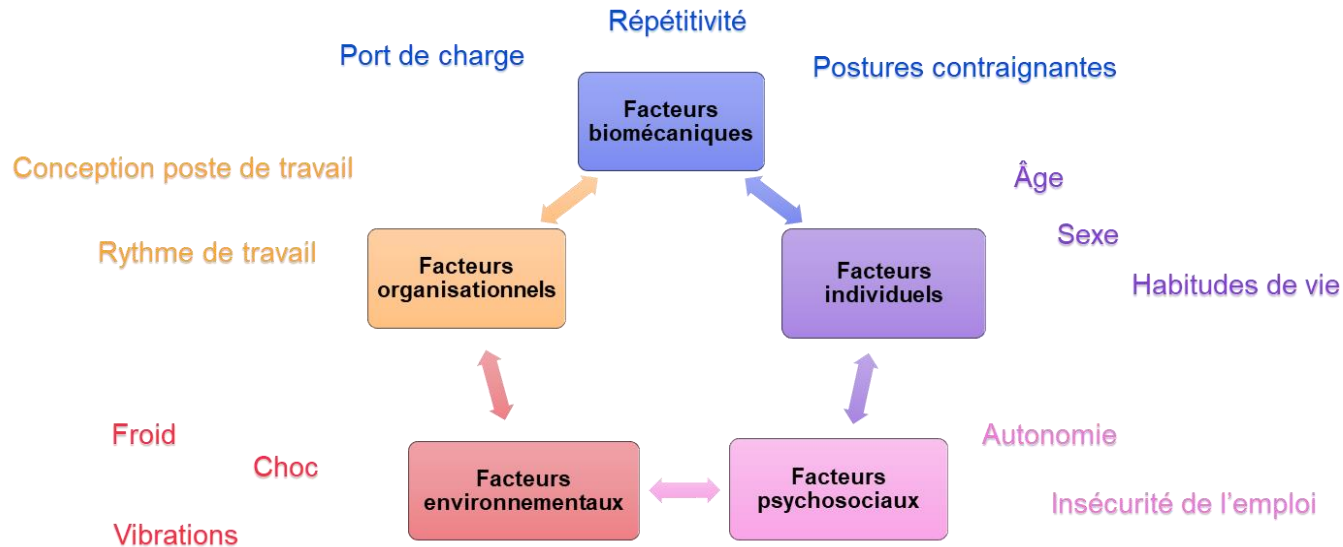 Répétitivité
Port de charge
Postures contraignantes
Facteurs
biomécaniques
Conception poste de travail
Rythme de travail
Facteurs
organisationnels
Âge
Sexe
Habitudes de vie
Facteurs
individuels
Froid
Choc
Vibrations
Facteurs
environnementaux
Facteurs
psychosociaux
Autonomie
Insécurité de l’emploi